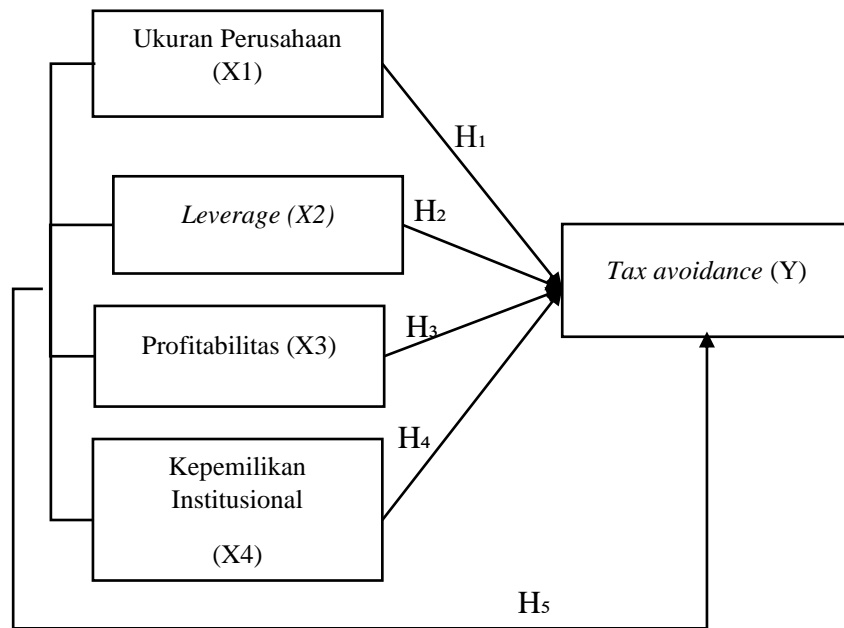 Ukuran Perusahaan
(X1)
H₁
Leverage (X2)
H₂
Tax avoidance (Y)
H₃
Profitabilitas (X3)
H₄
Kepemilikan
Institusional
(X4)
H₅